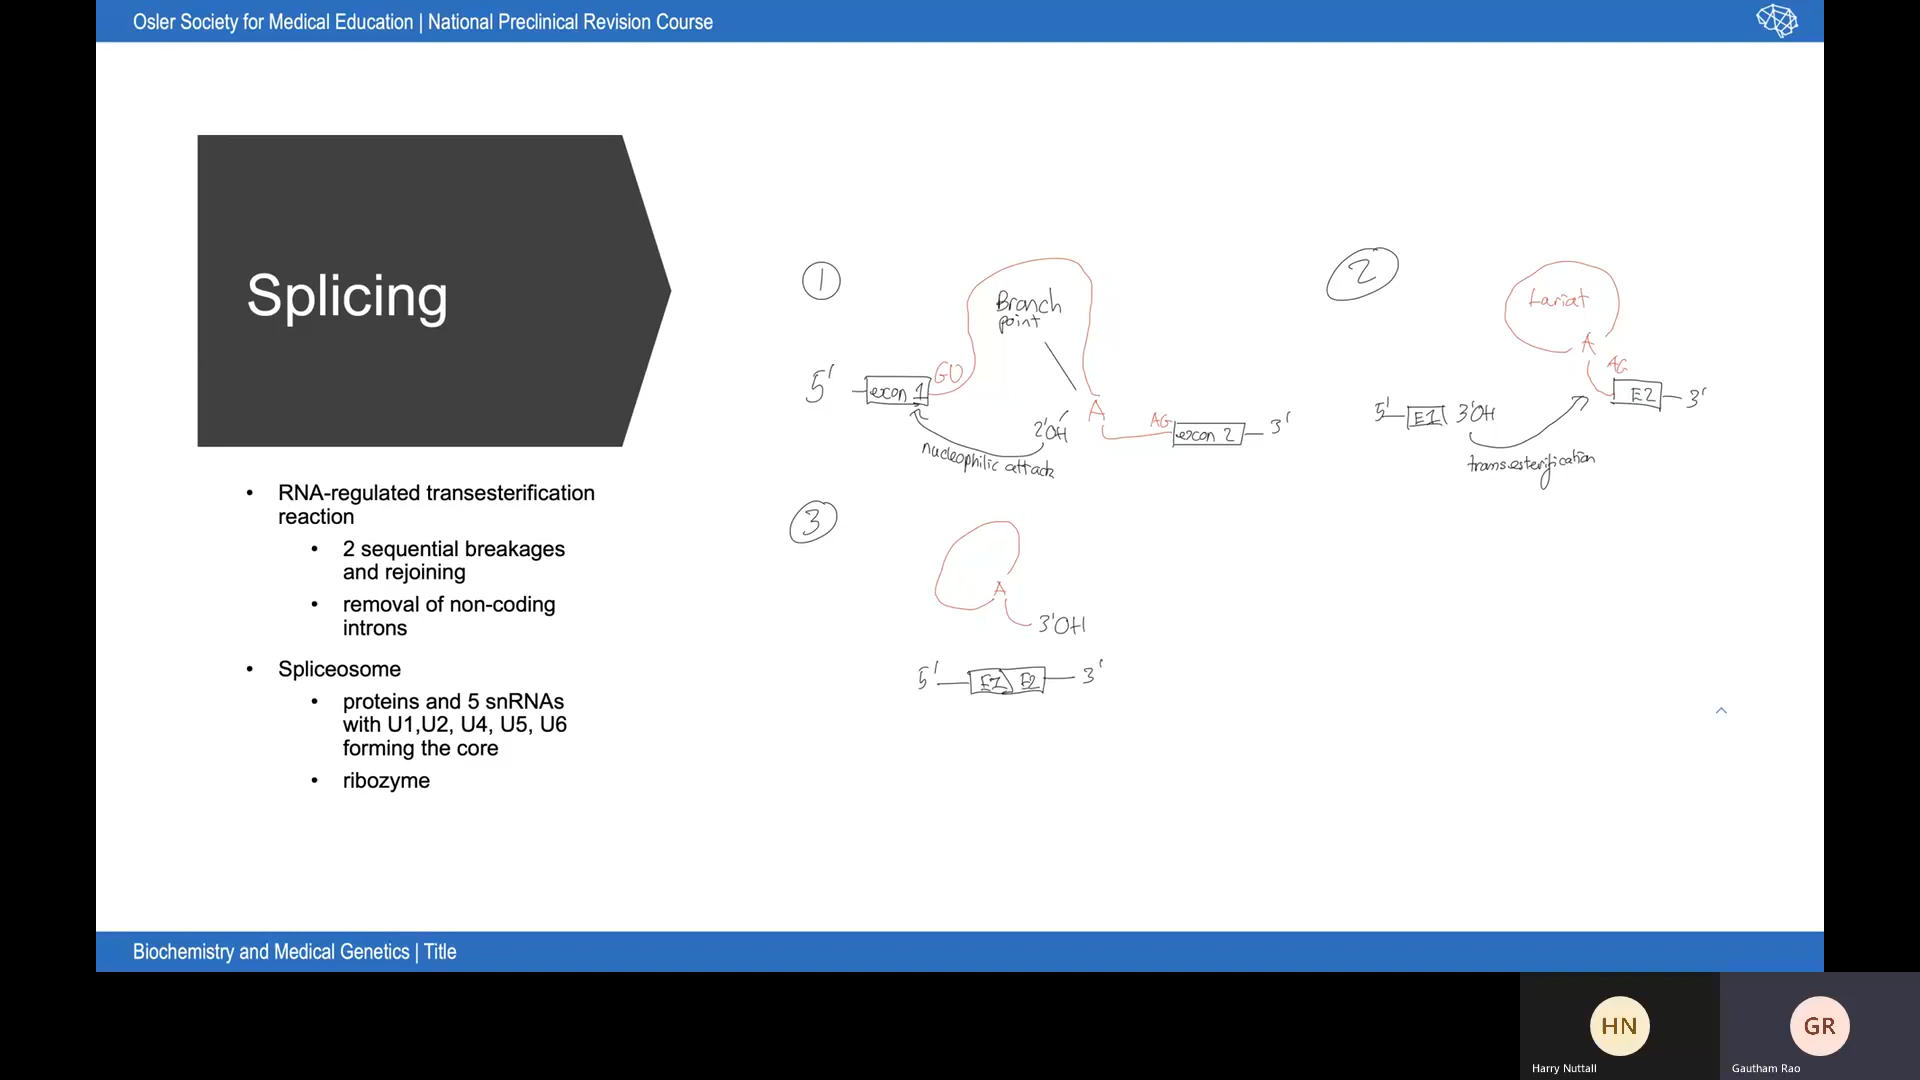 Osler Society for Medical Education | National Preclinical Revision Course
Splicing
• RNA-regulated transesterification
reaction
• 2 sequential breakages
and rejoining
• removal of non-coding
introns
• Spliceosome
• proteins and 5 snRNAs
with U1,U2, U4, U5, U6
forming the core
• ribozyme
1
Branch
point
5' exon 1 GU
A
2'OH
AG exon 2 3'
nucleophilic attack
2
Lariat
A
AG
5' E1 3'OH
E2 3'
transesterification
3
A
3'OH
5' E1 E2 3'
Biochemistry and Medical Genetics | Title
HN
GR
Harry Nuttall
Gautham Rao